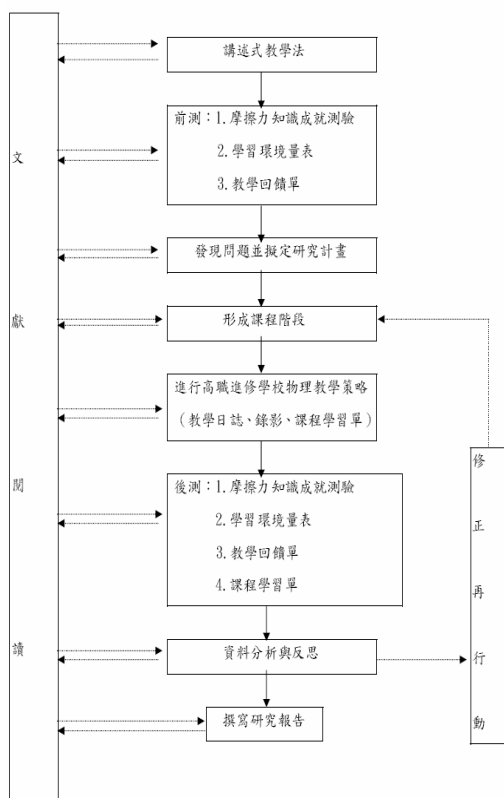 講述式教學法
前測：1.摩擦力知識成就測驗
2.學習環境量表
3.教學回饋單
發現問題並擬定研究計畫
形成課程階段
進行高職進修學校物理教學策略
（教學日誌、錄影、課程學習單）
後測：1.摩擦力知識成就測驗
2.學習環境量表
3.教學回饋單
4.課程學習單
資料分析與反思
撰寫研究報告
文獻閱讀
修正再行動